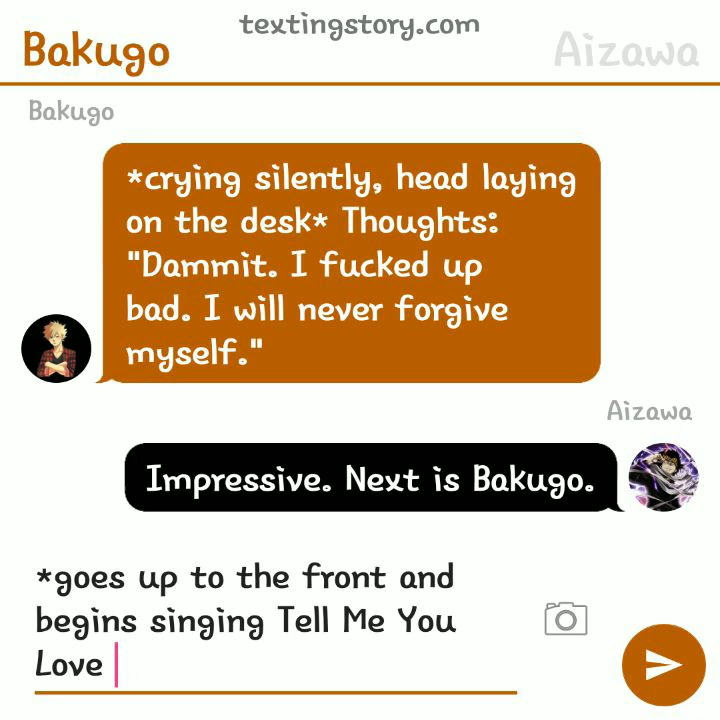 textingstory.com
Bakugo
Aizawa
Bakugo
*crying silently, head laying
on the desk* Thoughts:
"Dammit. I fucked up
bad. I will never forgive
myself."
Aizawa
Impressive. Next is Bakugo.
*goes up to the front and
begins singing Tell Me You
Love